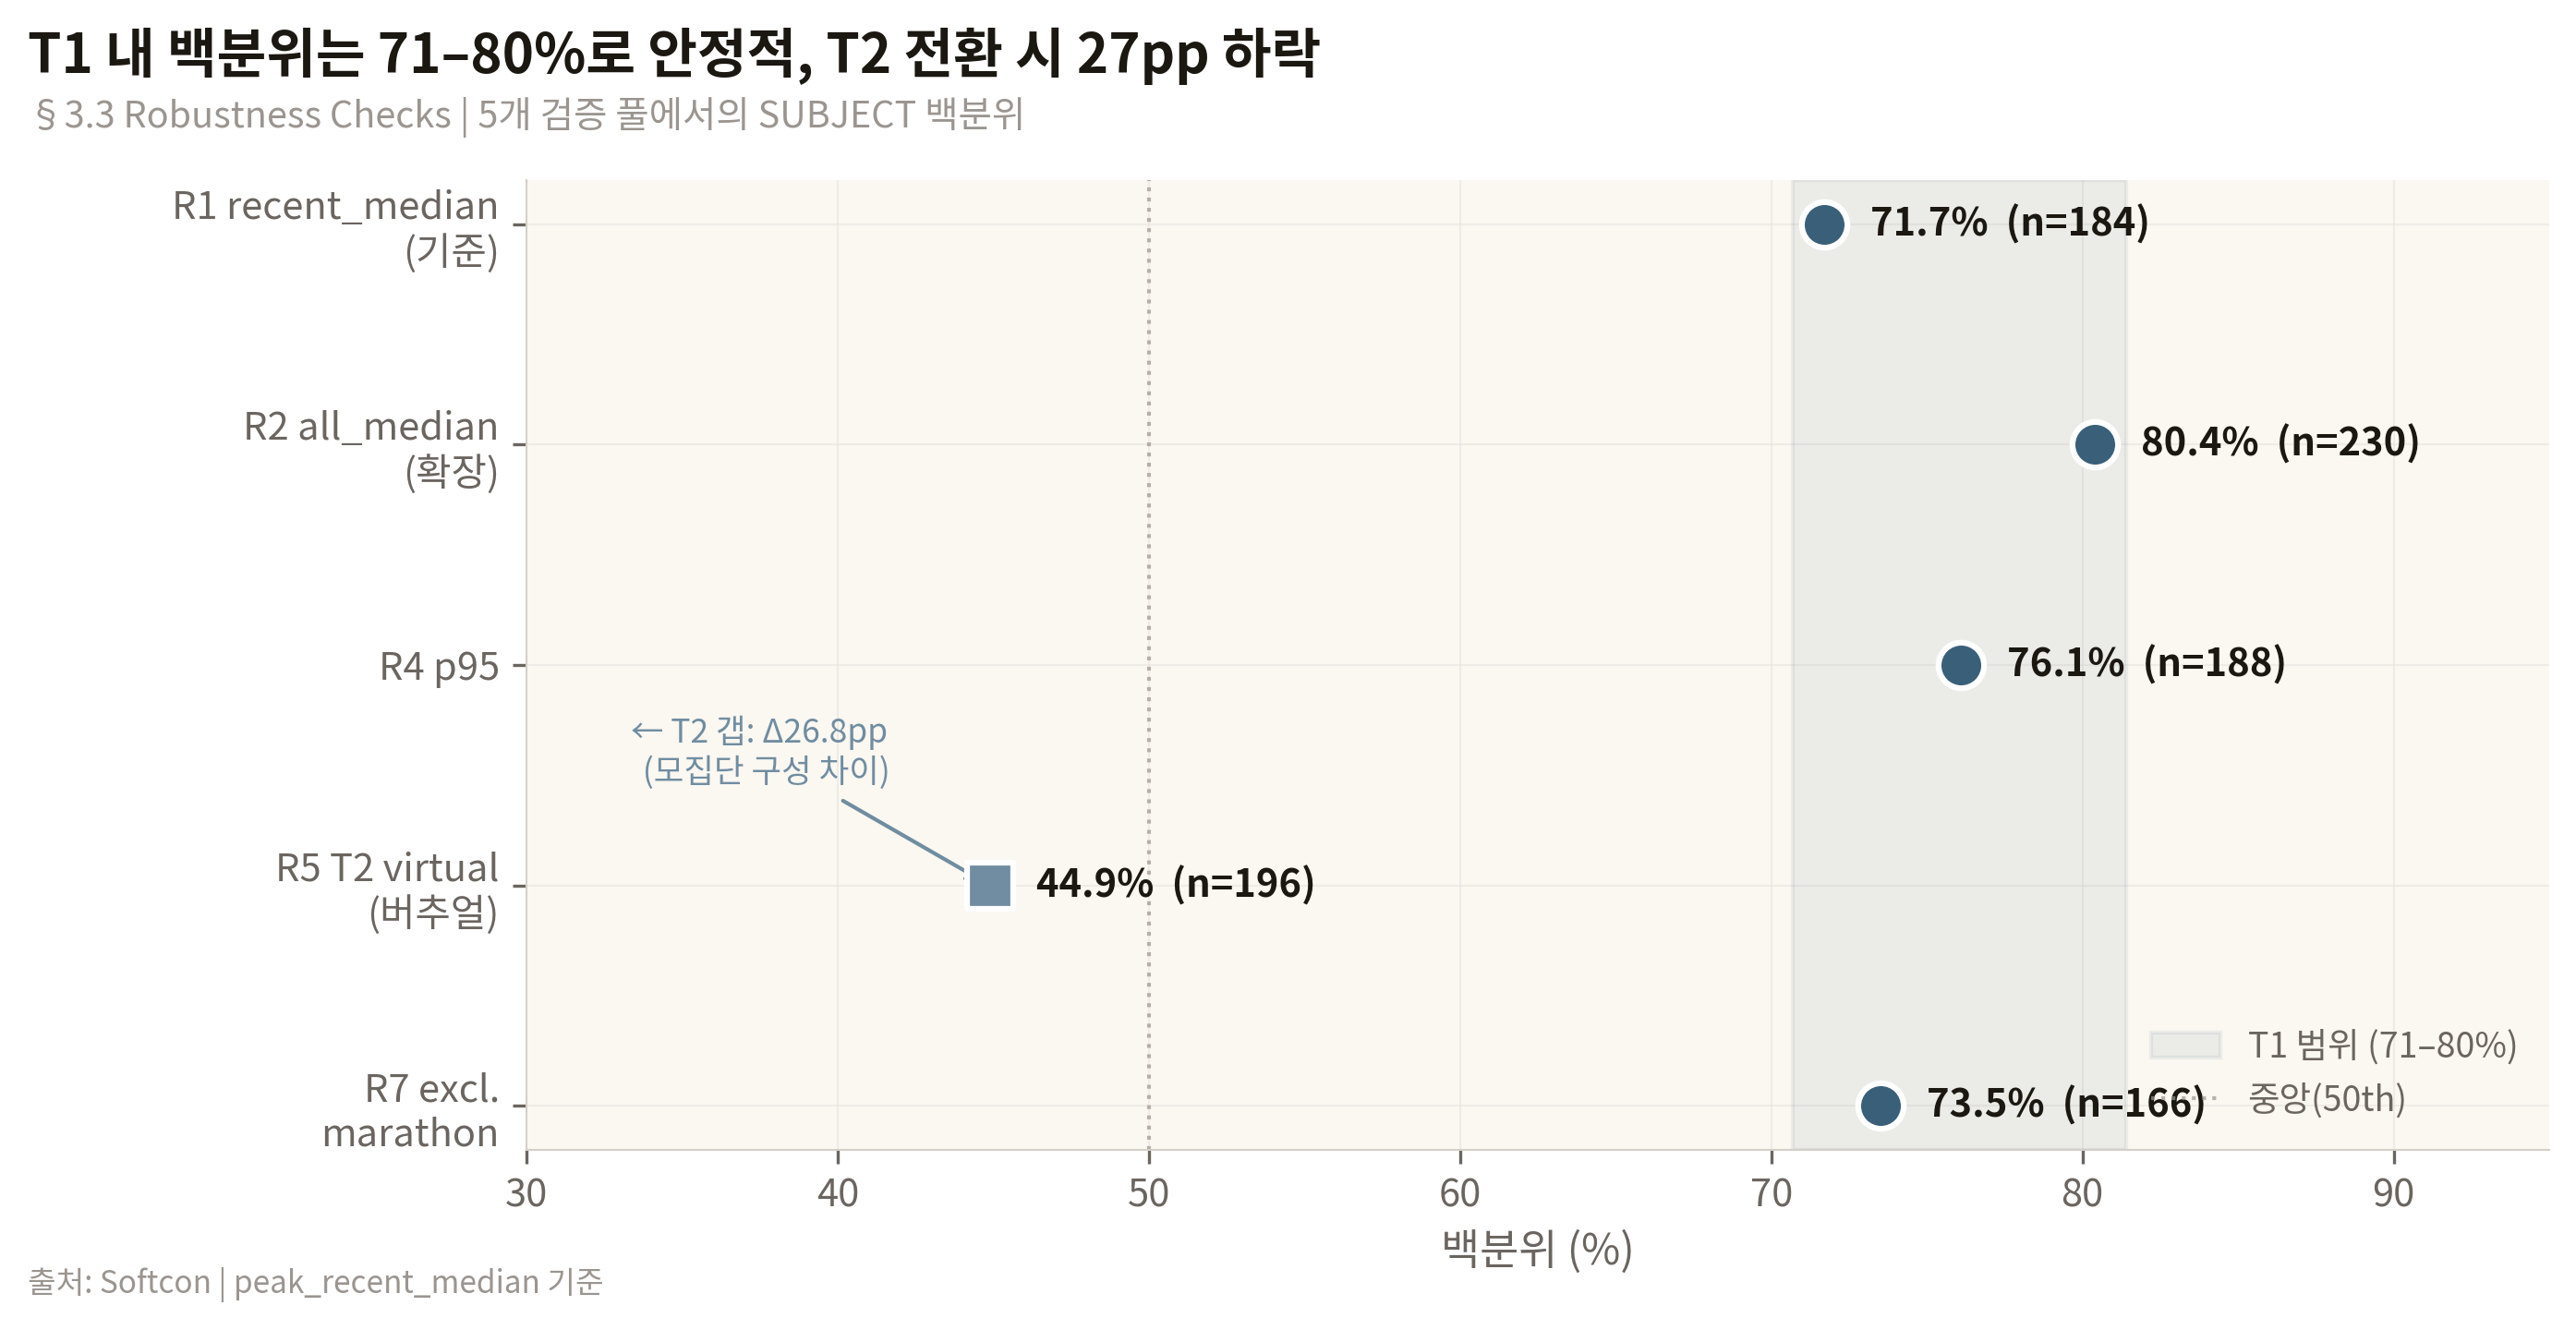 T1 내 백분위는 71–80%로 안정적, T2 전환 시 27pp 하락
§3.3 Robustness Checks | 5개 검증 풀에서의 SUBJECT 백분위
R1 recent_median
(기준)
71.7% (n=184)
R2 all_median
(확장)
80.4% (n=230)
R4 p95
76.1% (n=188)
← T2 갭: Δ26.8pp
(모집단 구성 차이)
R5 T2 virtual
(버추얼)
44.9% (n=196)
R7 excl.
marathon
73.5% (n=166)
T1 범위 (71–80%)
중앙(50th)
30 40 50 60 70 80 90
백분위 (%)
출처: Softcon | peak_recent_median 기준